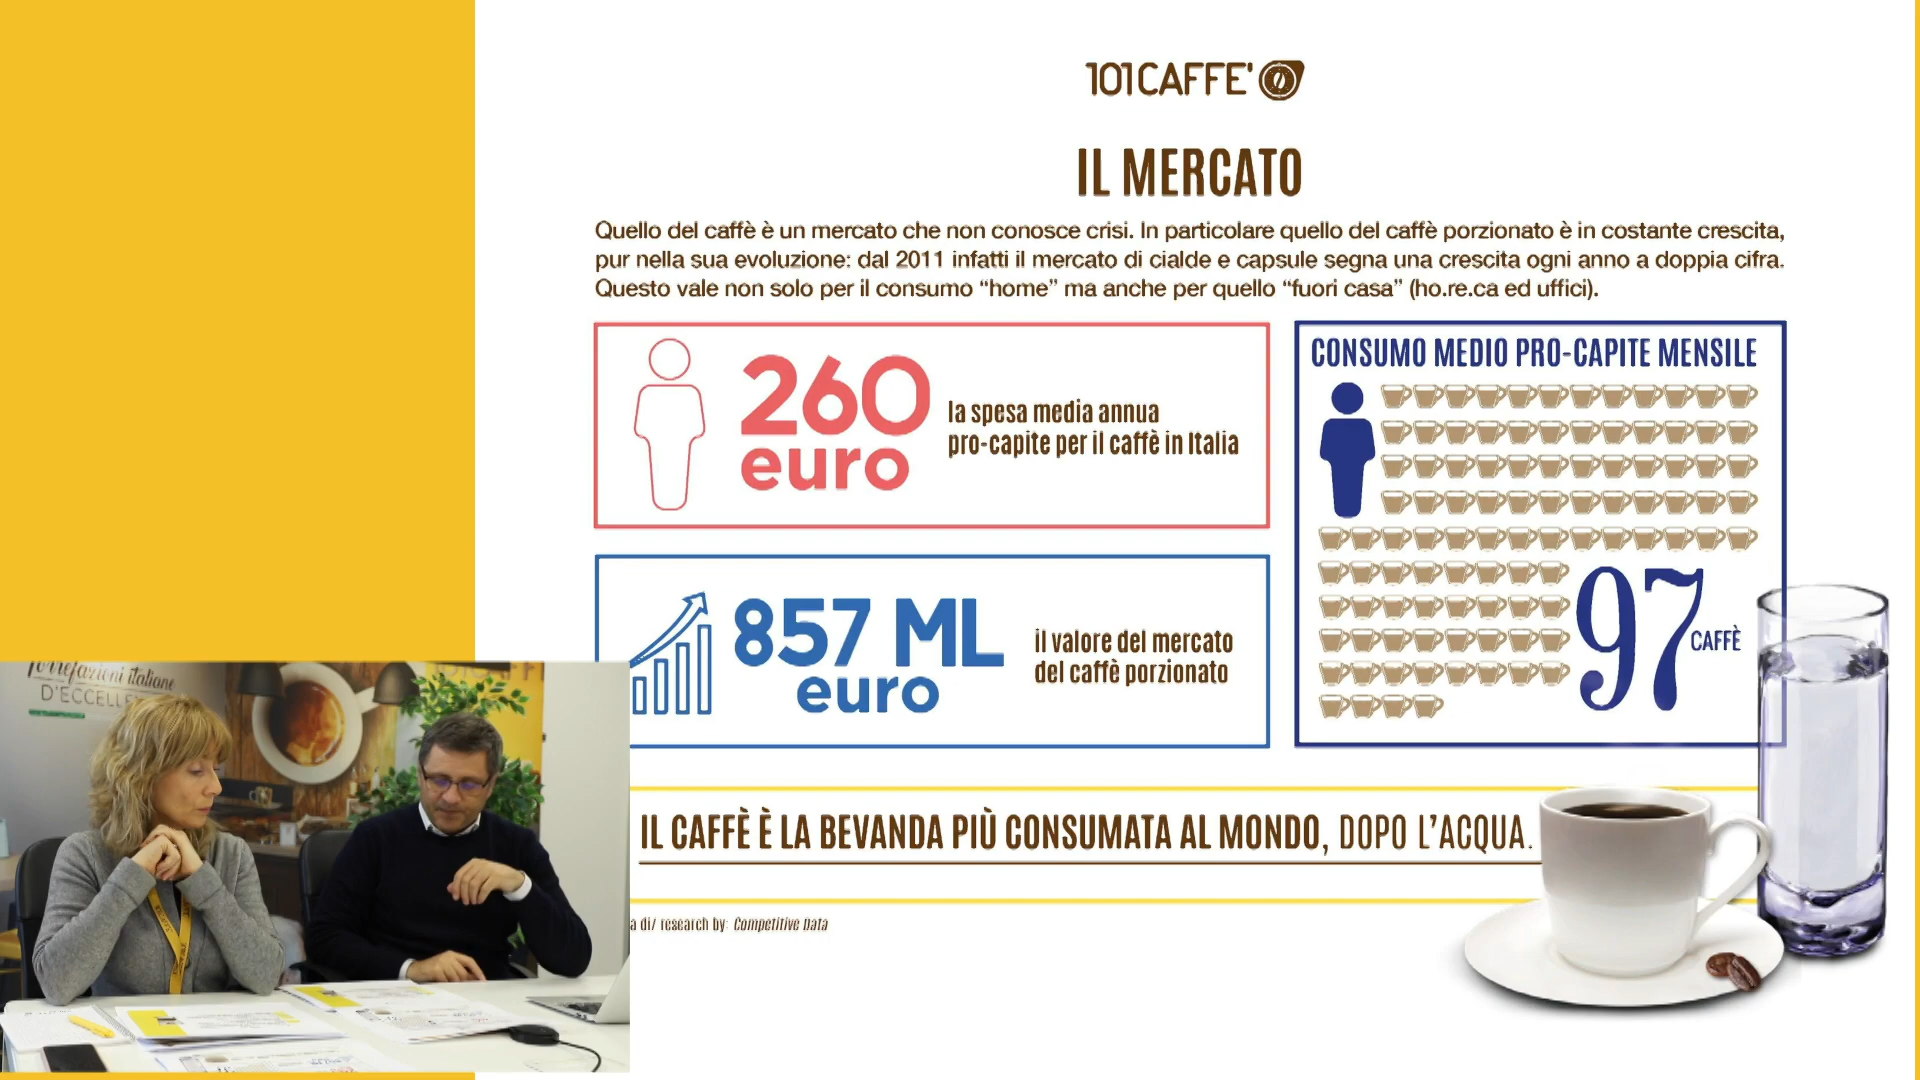 101CAFFE'
IL MERCATO
Quello del caffè è un mercato che non conosce crisi. In particolare quello del caffè porzionato è in costante crescita,
pur nella sua evoluzione: dal 2011 infatti il mercato di cialde e capsule segna una crescita ogni anno a doppia cifra.
Questo vale non solo per il consumo “home” ma anche per quello “fuori casa” (ho.re.ca ed uffici).
260
euro
la spesa media annua
pro-capite per il caffè in Italia
CONSUMO MEDIO PRO-CAPITE MENSILE
97
CAFFÈ
857 ML
euro
il valore del mercato
del caffè porzionato
IL CAFFÈ È LA BEVANDA PIÙ CONSUMATA AL MONDO, DOPO L’ACQUA.
a di/ research by: Competitive Data
Torrefazioni italiane
D'ECCELLE